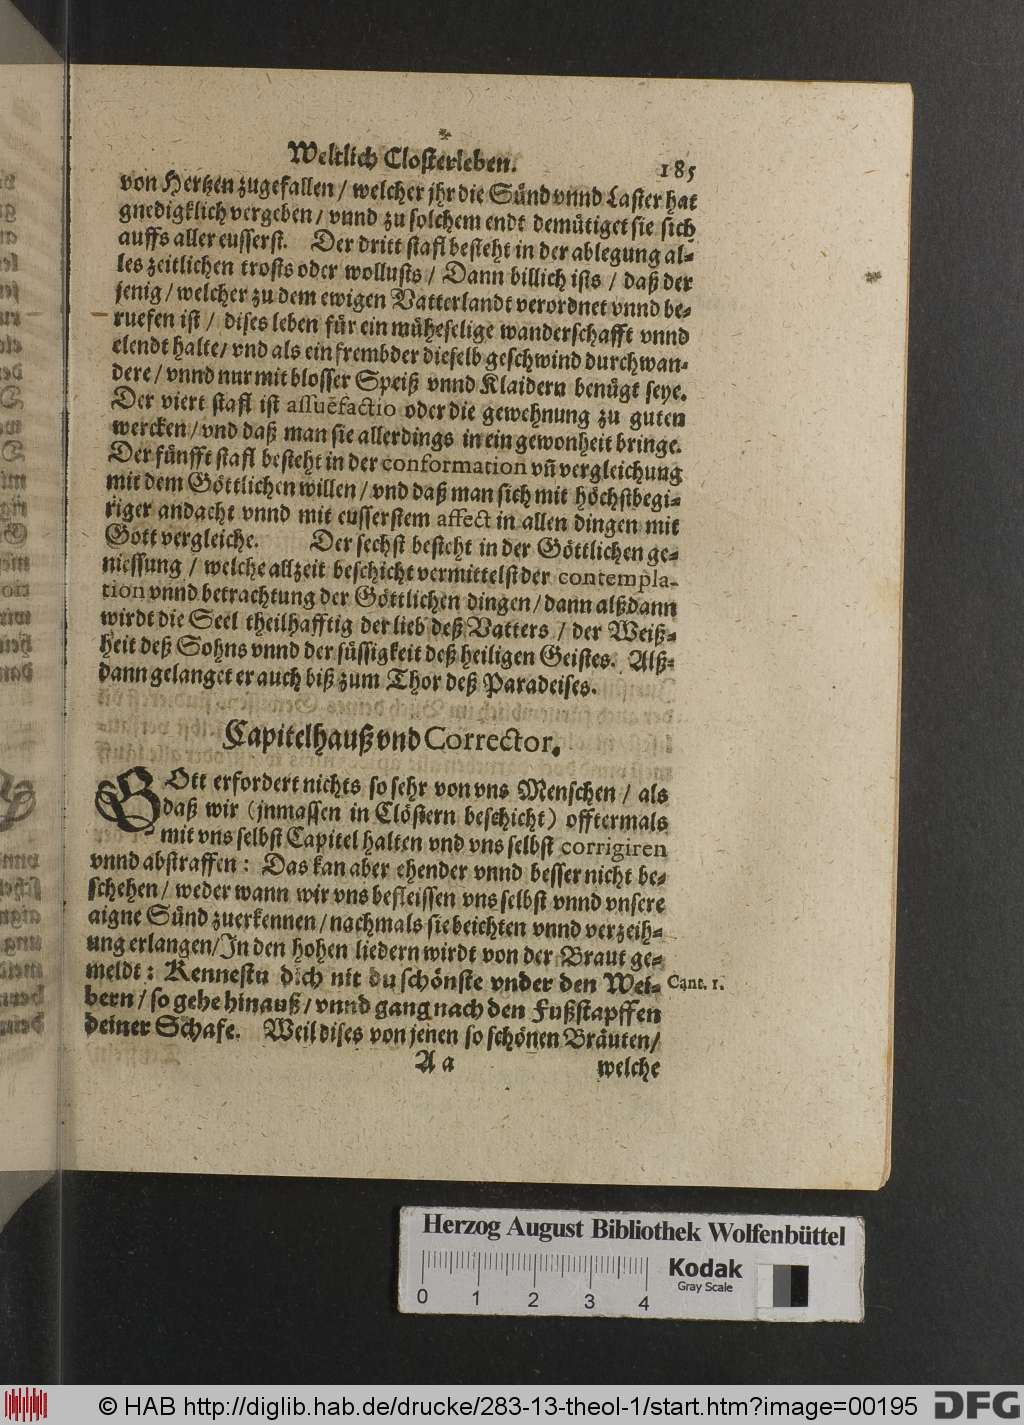 Weltlich Closterleben. 185
von Hertzen zugefallen / welcher jhr die Sünd vnnd Laster hat
gnedigklich vergeben / vnnd zu solchem endt demütiget sie sich
auffs aller eusserst. Der dritt stafl besteht in der ablegung al-
les zeitlichen trosts oder wollusts / Dann billich ists / daß der
jenig / welcher zu dem ewigen Vatterlandt verordnet vnnd be-
ruefen ist / dises leben für ein müheselige wanderschafft vnnd
elendt halte / vnd als ein frembder dieselb geschwind durchwan-
dere / vnnd nur mit blosser Speiß vnnd Klaidern benügt seye.
Der viert stafl ist assuëfactio oder die gewehnung zu guten
wercken / vnd daß man sie allerdings in ein gewonheit bringe.
Der fünfft stafl besteht in der conformation vñ vergleichung
mit dem Göttlichen willen / vnd daß man sich mit höchstbegi-
riger andacht vnnd mit eusserstem affect in allen dingen mit
Gott vergleiche. Der sechst besteht in der Göttlichen ge-
niessung / welche allzeit beschicht vermittelst der contempla-
tion vnnd betrachtung der Göttlichen dingen / dann alßdann
wirdt die Seel theilhafftig der lieb deß Vatters / der Weiß-
heit deß Sohns vnnd der süssigkeit deß heiligen Geistes. Alß-
dann gelanget er auch biß zum Thor deß Paradeises.
Capitelhauß vnd Corrector.
GOtt erfordert nichts so sehr von vns Menschen / als
daß wir (jnmassen in Clöstern beschicht) offtermals
mit vns selbst Capitel halten vnd vns selbst corrigiren
vnnd abstraffen: Das kan aber ehender vnnd besser nicht be-
schehen / weder wann wir vns befleissen vns selbst vnnd vnsere
aigne Sünd zuerkennen / nachmals sie beichten vnnd verzeih-
ung erlangen / In den hohen liedern wirdt von der Braut ge-
meldt: Kennestu dich nit du schönste vnder den Wei- Cant. 1.
bern / so gehe hinauß / vnnd gang nach den Fußstapffen
deiner Schafe. Weil dises von jenen so schönen Bräuten /
A a welche
Herzog August Bibliothek Wolfenbüttel
Kodak
Gray Scale
0 1 2 3 4
© HAB http://diglib.hab.de/drucke/283-13-theol-1/start.htm?image=00195
DFG